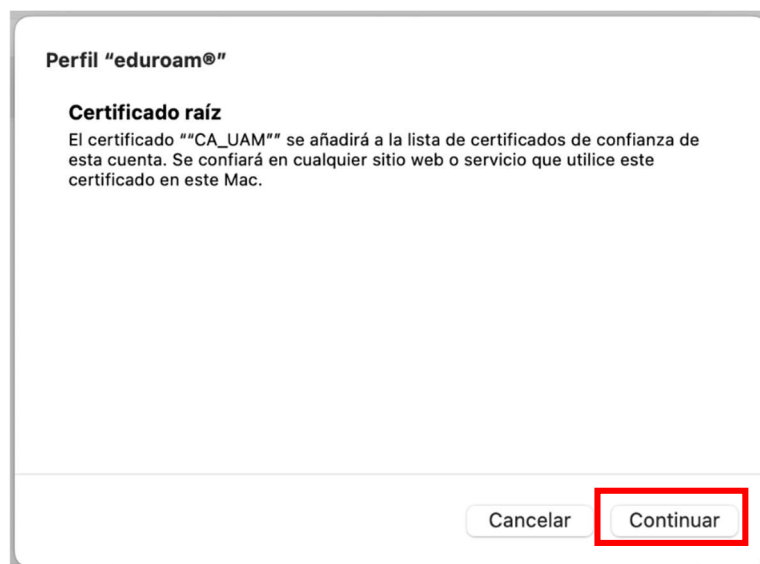 Perfil “eduroam®”
Certificado raíz
El certificado ““CA_UAM”” se añadirá a la lista de certificados de confianza de
esta cuenta. Se confiará en cualquier sitio web o servicio que utilice este
certificado en este Mac.
Cancelar
Continuar